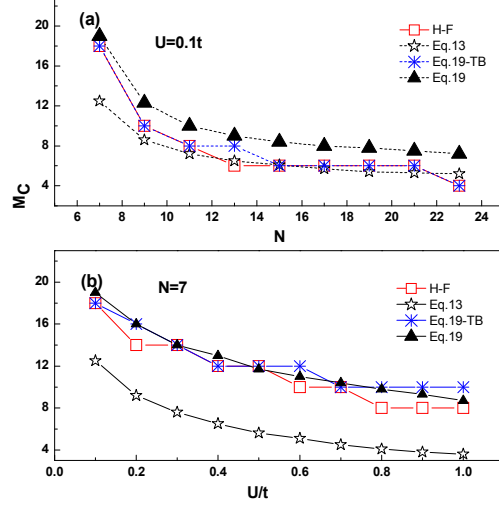 (a)
U=0.1t
H-F
Eq.13
Eq.19-TB
Eq.19
20
16
12
8
4
M_C
6 8 10 12 14 16 18 20 22 24
N
(b)
N=7
H-F
Eq.13
Eq.19-TB
Eq.19
20
16
12
8
4
0.0 0.2 0.4 0.6 0.8 1.0
U/t